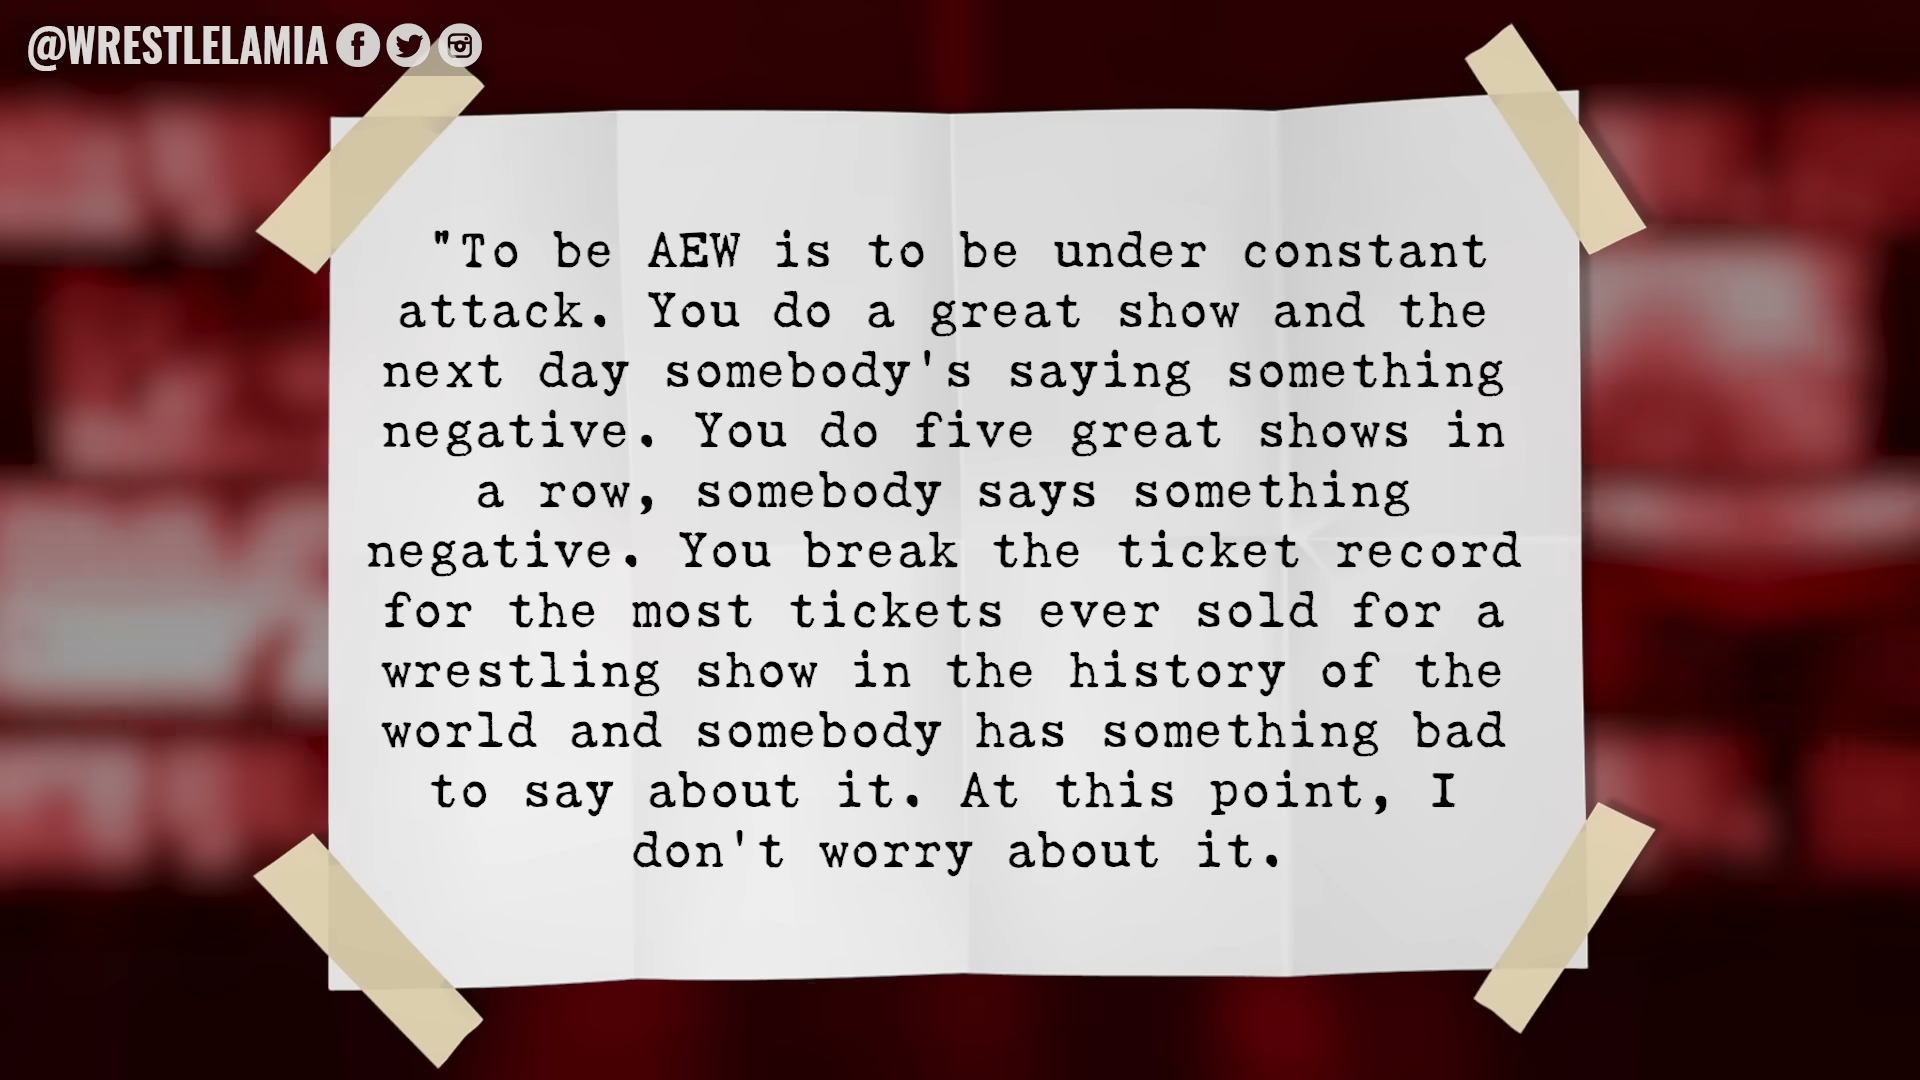 @WRESTLELAMIA
"To be AEW is to be under constant
attack. You do a great show and the
next day somebody's saying something
negative. You do five great shows in
a row, somebody says something
negative. You break the ticket record
for the most tickets ever sold for a
wrestling show in the history of the
world and somebody has something bad
to say about it. At this point, I
don't worry about it.